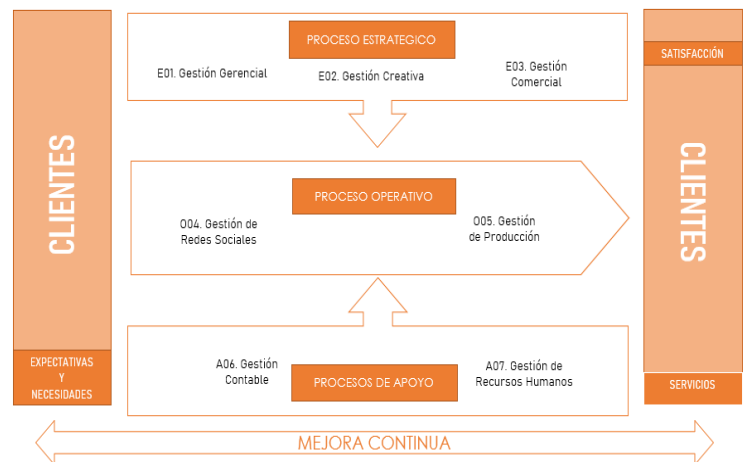 CLIENTES
EXPECTATIVAS
Y
NECESIDADES
PROCESO ESTRATEGICO
E01. Gestión Gerencial
E02. Gestión Creativa
E03. Gestión
Comercial
PROCESO OPERATIVO
O04. Gestión de
Redes Sociales
O05. Gestión
de Producción
A06. Gestión
Contable
PROCESOS DE APOYO
A07. Gestión de
Recursos Humanos
SATISFACCIÓN
CLIENTES
SERVICIOS
MEJORA CONTINUA